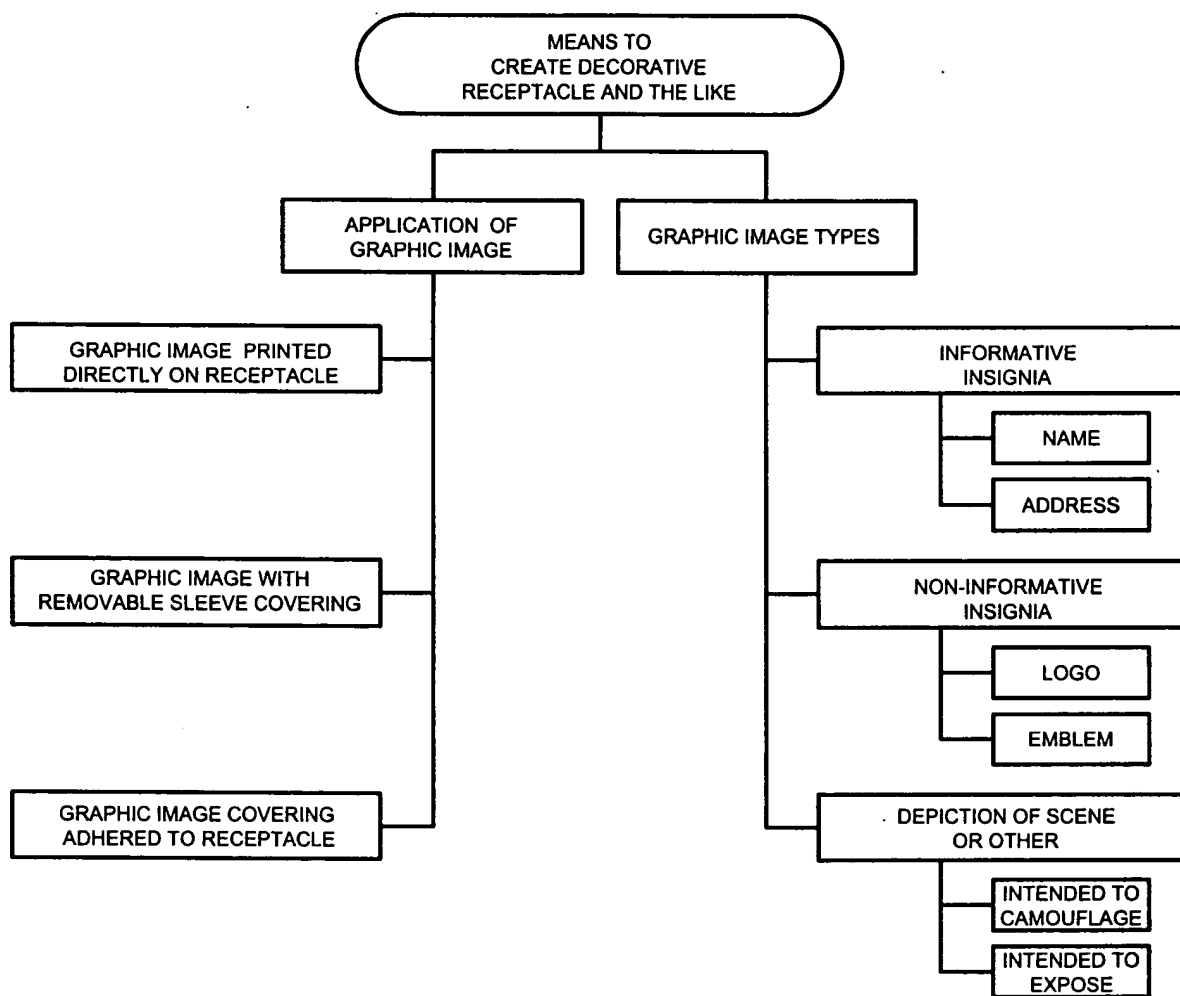 MEANS TO
CREATE DECORATIVE
RECEPTACLE AND THE LIKE
APPLICATION OF
GRAPHIC IMAGE
GRAPHIC IMAGE TYPES
GRAPHIC IMAGE PRINTED
DIRECTLY ON RECEPTACLE
GRAPHIC IMAGE WITH
REMOVABLE SLEEVE COVERING
GRAPHIC IMAGE COVERING
ADHERED TO RECEPTACLE
INFORMATIVE
INSIGNIA
NAME
ADDRESS
NON-INFORMATIVE
INSIGNIA
LOGO
EMBLEM
DEPICTION OF SCENE
OR OTHER
INTENDED TO
CAMOUFLAGE
INTENDED TO
EXPOSE